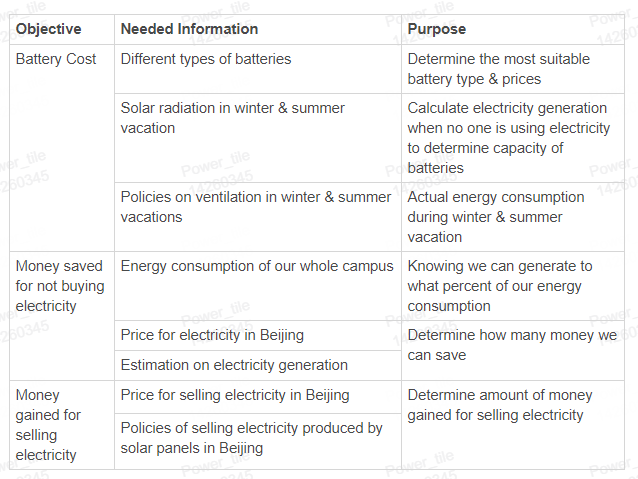 Objective Needed Information Purpose
Battery Cost Different types of batteries Determine the most suitable
battery type & prices
Solar radiation in winter & summer Calculate electricity generation
vacation when no one is using electricity
to determine capacity of
batteries
Policies on ventilation in winter & summer Actual energy consumption
vacations during winter & summer
vacation
Money saved Energy consumption of our whole campus Knowing we can generate to
for not buying what percent of our energy
electricity consumption
Price for electricity in Beijing Determine how many money we
can save
Estimation on electricity generation
Money Price for selling electricity in Beijing Determine amount of money
gained for gained for selling electricity
selling Policies of selling electricity produced by
electricity solar panels in Beijing
Power_tile
14260345